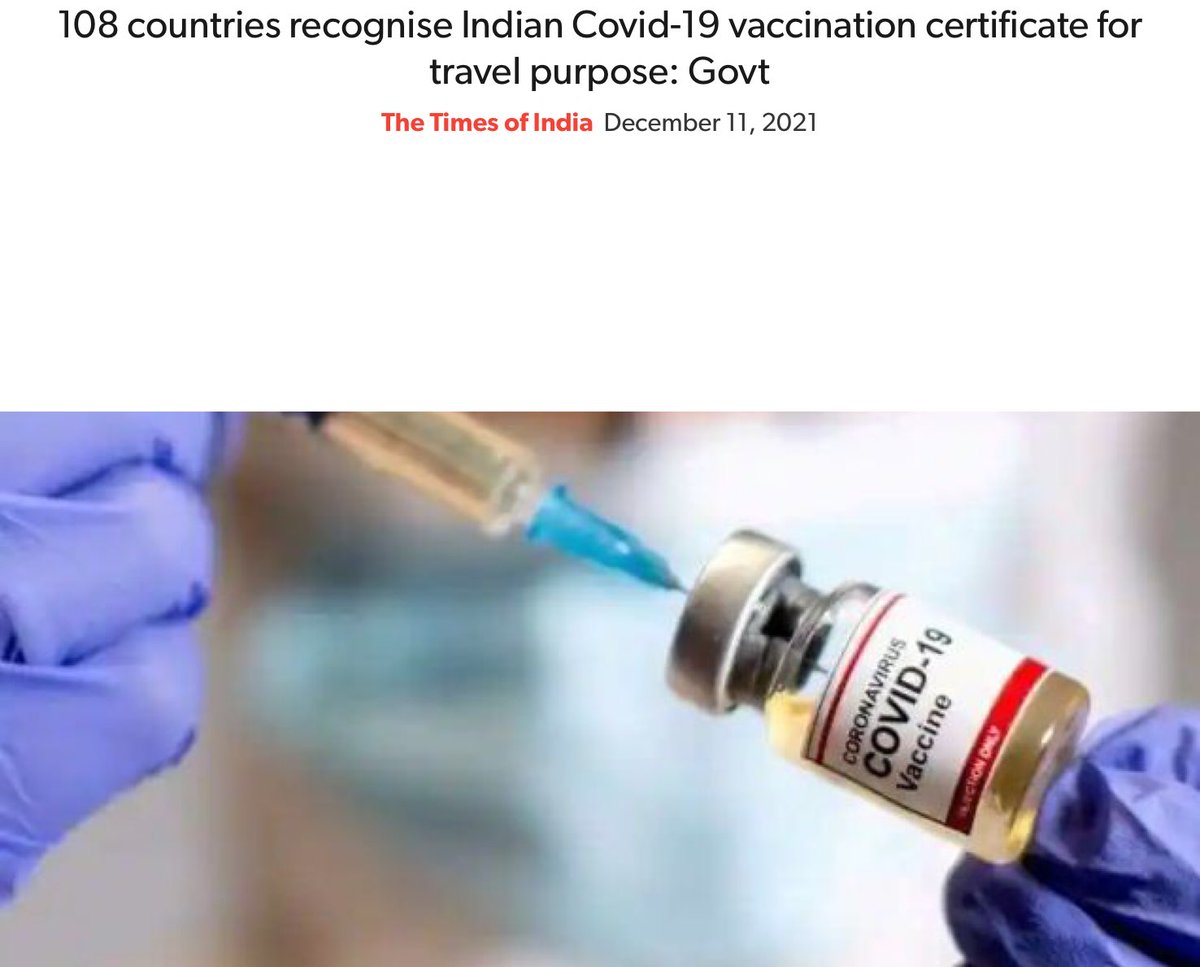 108 countries recognise Indian Covid-19 vaccination certificate for
travel purpose: Govt
The Times of India December 11, 2021
CORONAVIRUS
COVID-19
Vaccine
INJECTION ONLY